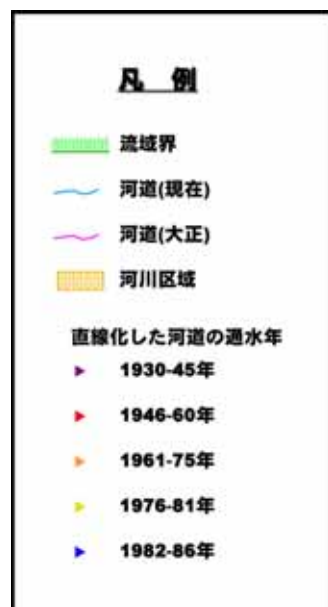 凡 例
流域界
河道(現在)
河道(大正)
河川区域
直線化した河道の通水年
1930-45年
1946-60年
1961-75年
1976-81年
1982-86年